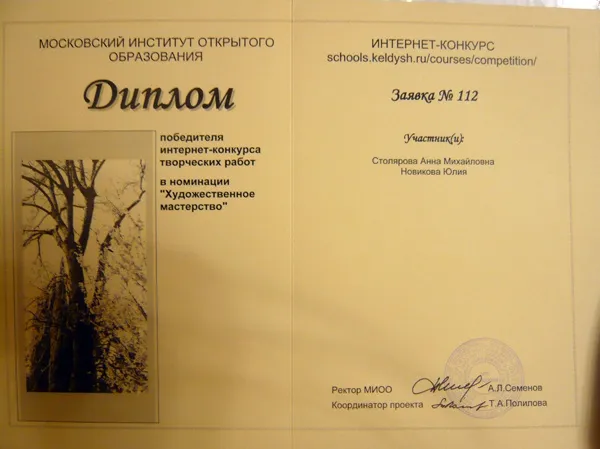 МОСКОВСКИЙ ИНСТИТУТ ОТКРЫТОГО
ОБРАЗОВАНИЯ
Диплом
победителя
интернет-конкурса
творческих работ
в номинации
"Художественное
мастерство"
ИНТЕРНЕТ-КОНКУРС
schools.keldysh.ru/courses/competition/
Заявка № 112
Участник(и):
Столярова Анна Михайловна
Новикова Юлия
Ректор МИОО А.Л.Семенов
Координатор проекта Т.А.Полилова